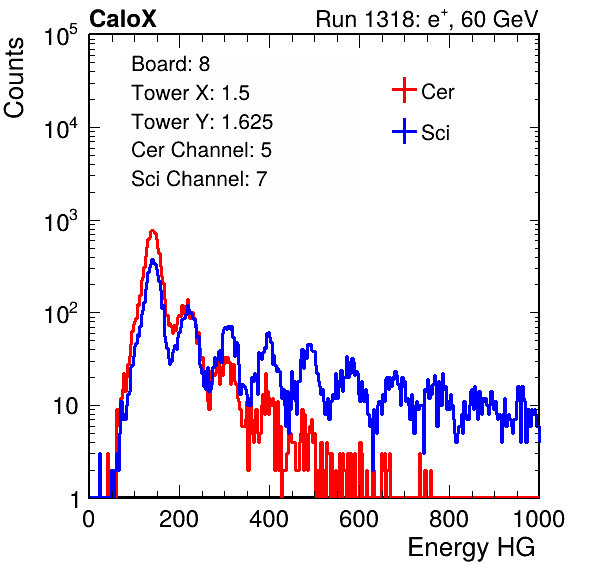 CaloX Run 1318: e⁺, 60 GeV
Counts
Board: 8
Tower X: 1.5
Tower Y: 1.625
Cer Channel: 5
Sci Channel: 7
Cer
Sci
10⁵
10⁴
10³
10²
10
1
0 200 400 600 800 1000
Energy HG